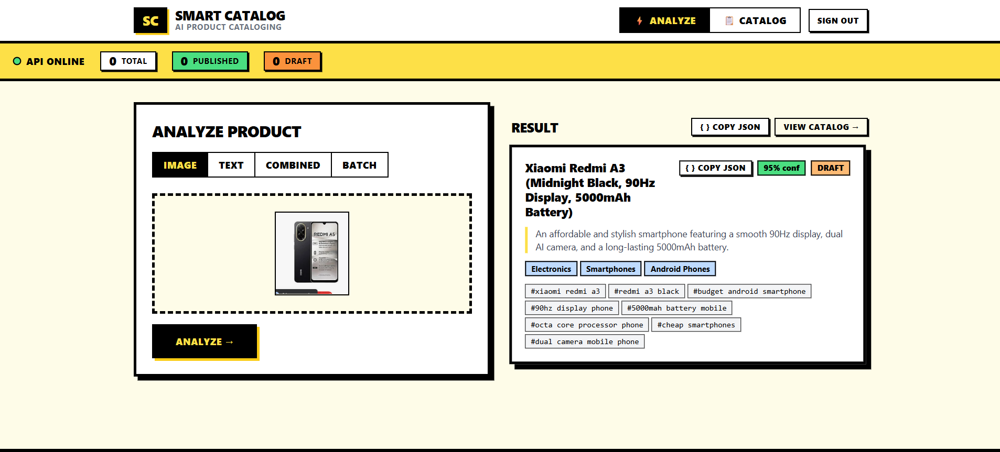 SC
SMART CATALOG
AI PRODUCT CATALOGING
ANALYZE
CATALOG
SIGN OUT
API ONLINE
0 TOTAL
0 PUBLISHED
0 DRAFT
ANALYZE PRODUCT
IMAGE
TEXT
COMBINED
BATCH
REDMI A5
ANALYZE →
RESULT
{ } COPY JSON
VIEW CATALOG →
Xiaomi Redmi A3
(Midnight Black, 90Hz
Display, 5000mAh
Battery)
{ } COPY JSON
95% conf
DRAFT
An affordable and stylish smartphone featuring a smooth 90Hz display, dual
AI camera, and a long-lasting 5000mAh battery.
Electronics
Smartphones
Android Phones
#xiaomi redmi a3
#redmi a3 black
#budget android smartphone
#90hz display phone
#5000mah battery mobile
#octa core processor phone
#cheap smartphones
#dual camera mobile phone